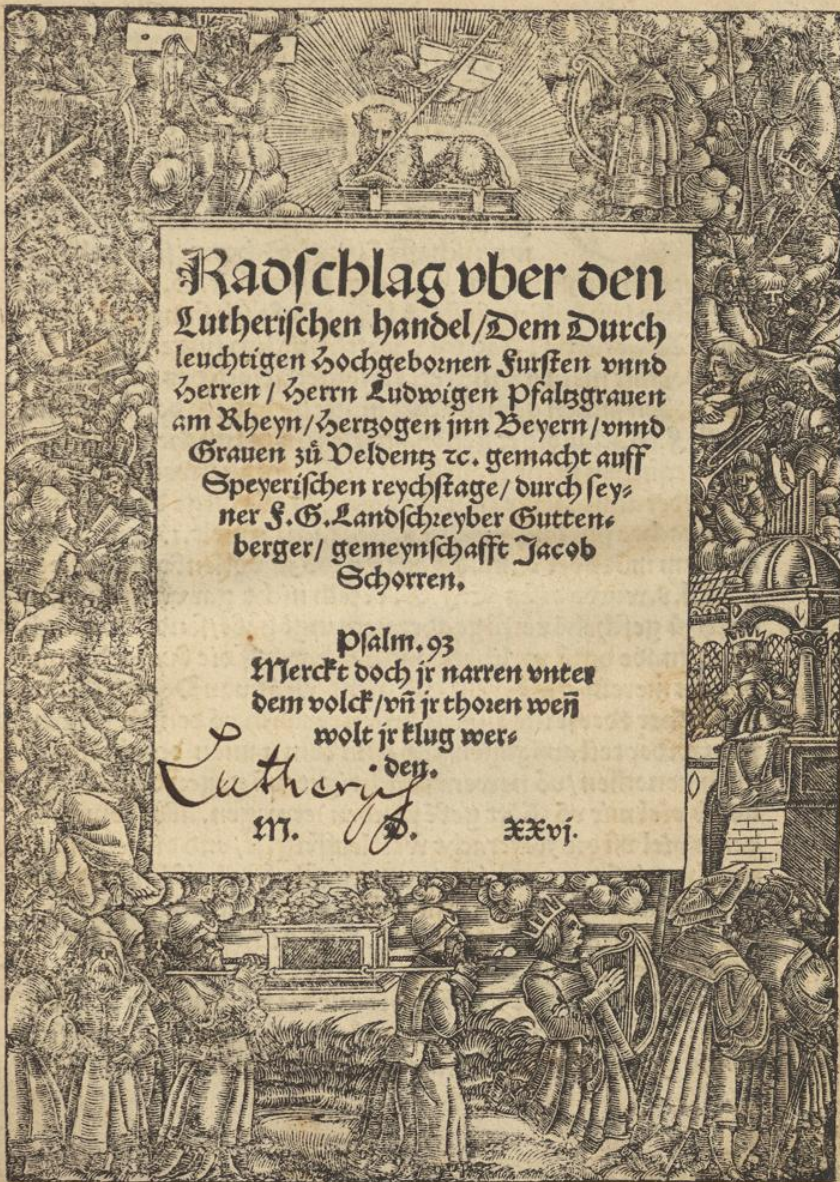 Radschlag vber den
Lutherischen handel/Dem Durch
leuchtigen Hochgebornen Fursten vnnd
Herren / Herrn Ludwigen Pfaltzgrauen
am Rheyn/Hertzogen jnn Beyern/vnnd
Grauen zů Veldentz ꝛc. gemacht auff
Speyerischen reychstage/ durch sey⸗
ner F.G.Landschreyber Gutten⸗
berger/ gemeynschafft Jacob
Schorren.
Psalm. 93
Merckt doch jr narren vnter
dem volck/vñ jr thoren weñ
wolt jr klug wer⸗
den.
Lutherus
M. D. XXvj.